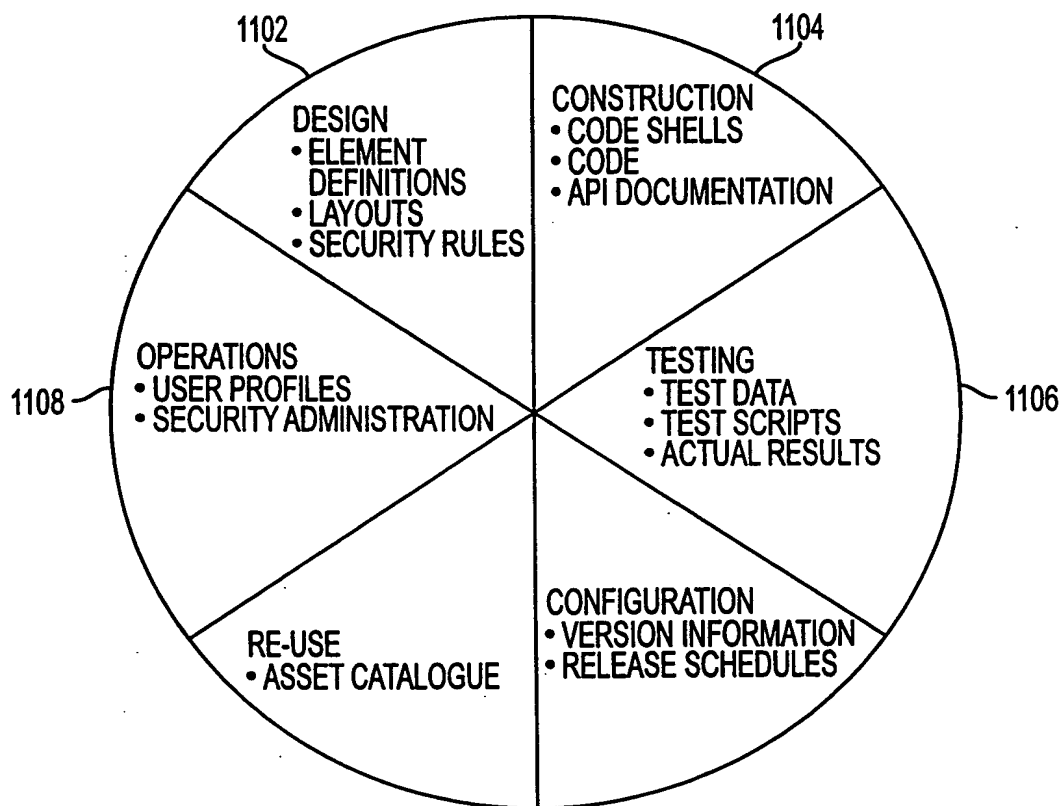 1102
1104
DESIGN
• ELEMENT
DEFINITIONS
• LAYOUTS
• SECURITY RULES
CONSTRUCTION
• CODE SHELLS
• CODE
• API DOCUMENTATION
OPERATIONS
• USER PROFILES
• SECURITY ADMINISTRATION
1108
TESTING
• TEST DATA
• TEST SCRIPTS
• ACTUAL RESULTS
1106
RE-USE
• ASSET CATALOGUE
CONFIGURATION
• VERSION INFORMATION
• RELEASE SCHEDULES